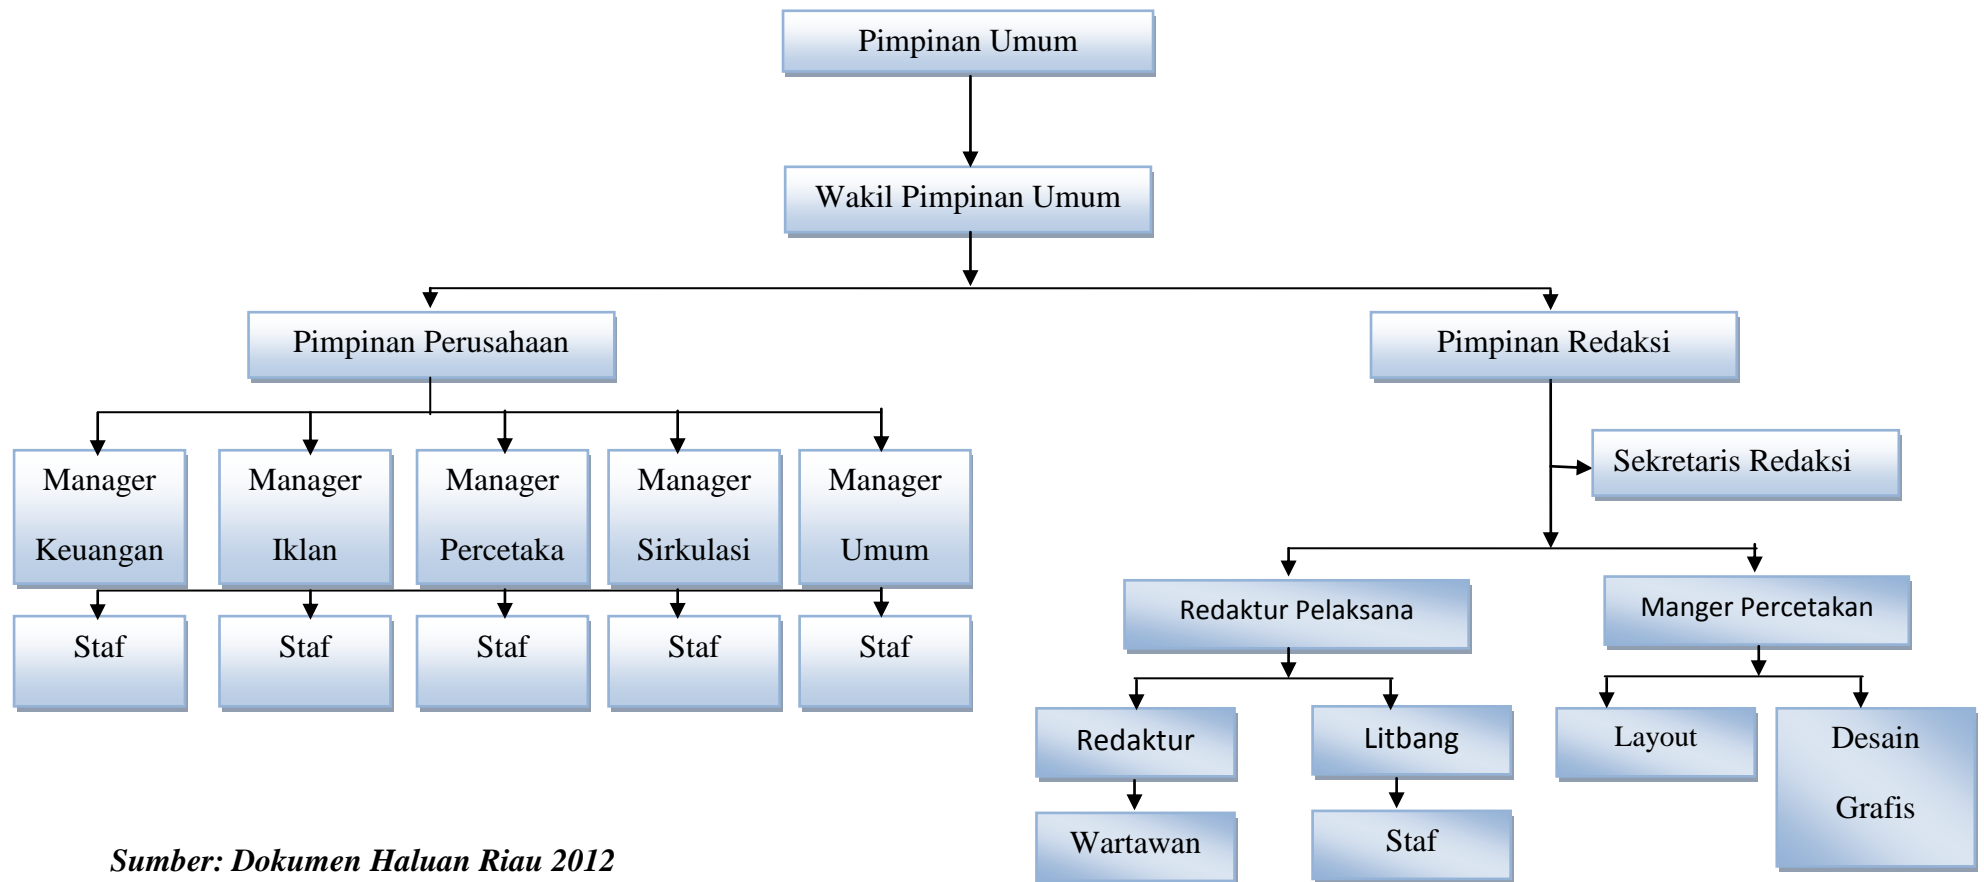 Pimpinan Umum
Wakil Pimpinan Umum
Pimpinan Perusahaan
Pimpinan Redaksi
Sekretaris Redaksi
Manager
Keuangan
Manager
Iklan
Manager
Percetaka
Manager
Sirkulasi
Manager
Umum
Staf
Staf
Staf
Staf
Staf
Redaktur Pelaksana
Manger Percetakan
Redaktur
Litbang
Layout
Desain
Grafis
Wartawan
Staf
Sumber: Dokumen Haluan Riau 2012